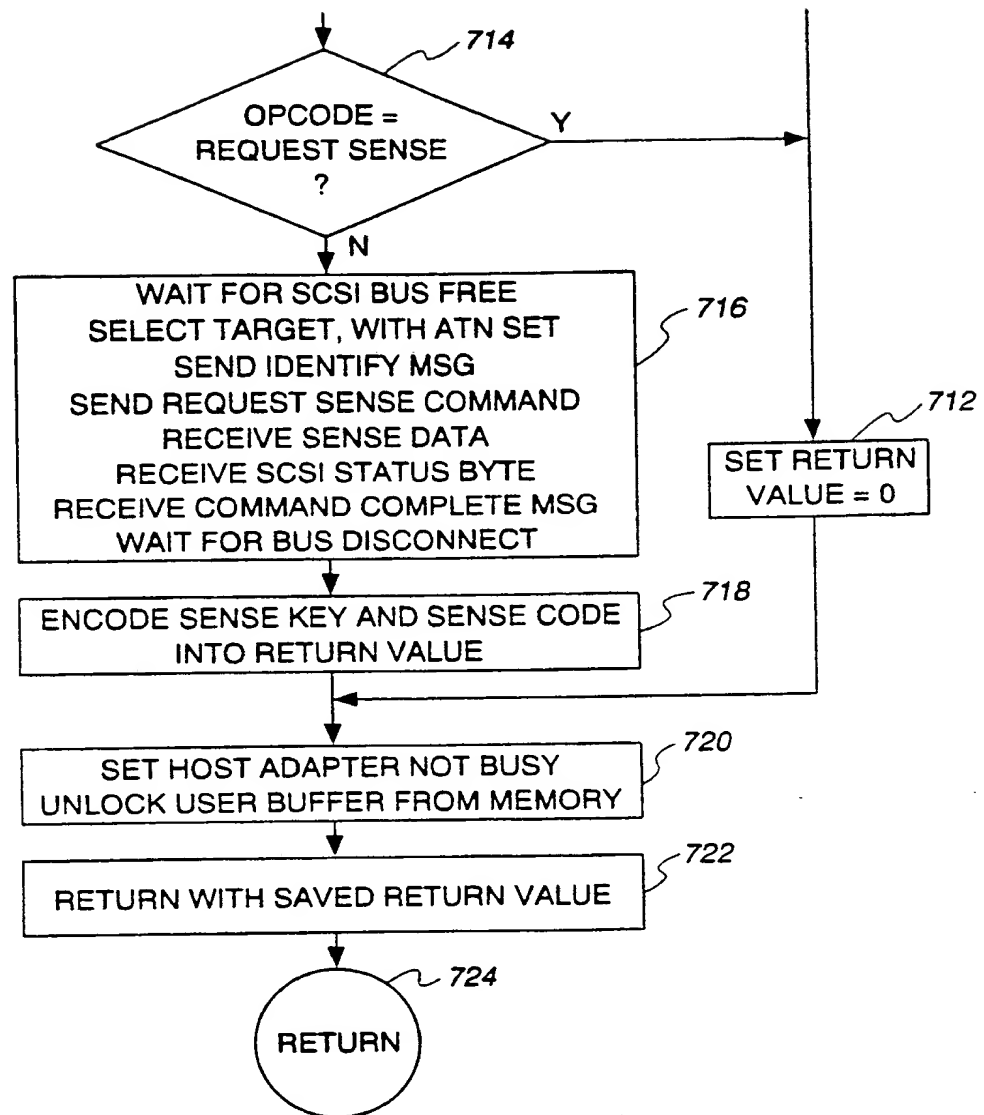 714
OPCODE =
REQUEST SENSE
?
Y
N
WAIT FOR SCSI BUS FREE
SELECT TARGET, WITH ATN SET
SEND IDENTIFY MSG
SEND REQUEST SENSE COMMAND
RECEIVE SENSE DATA
RECEIVE SCSI STATUS BYTE
RECEIVE COMMAND COMPLETE MSG
WAIT FOR BUS DISCONNECT
716
712
SET RETURN
VALUE = 0
718
ENCODE SENSE KEY AND SENSE CODE
INTO RETURN VALUE
720
SET HOST ADAPTER NOT BUSY
UNLOCK USER BUFFER FROM MEMORY
722
RETURN WITH SAVED RETURN VALUE
724
RETURN